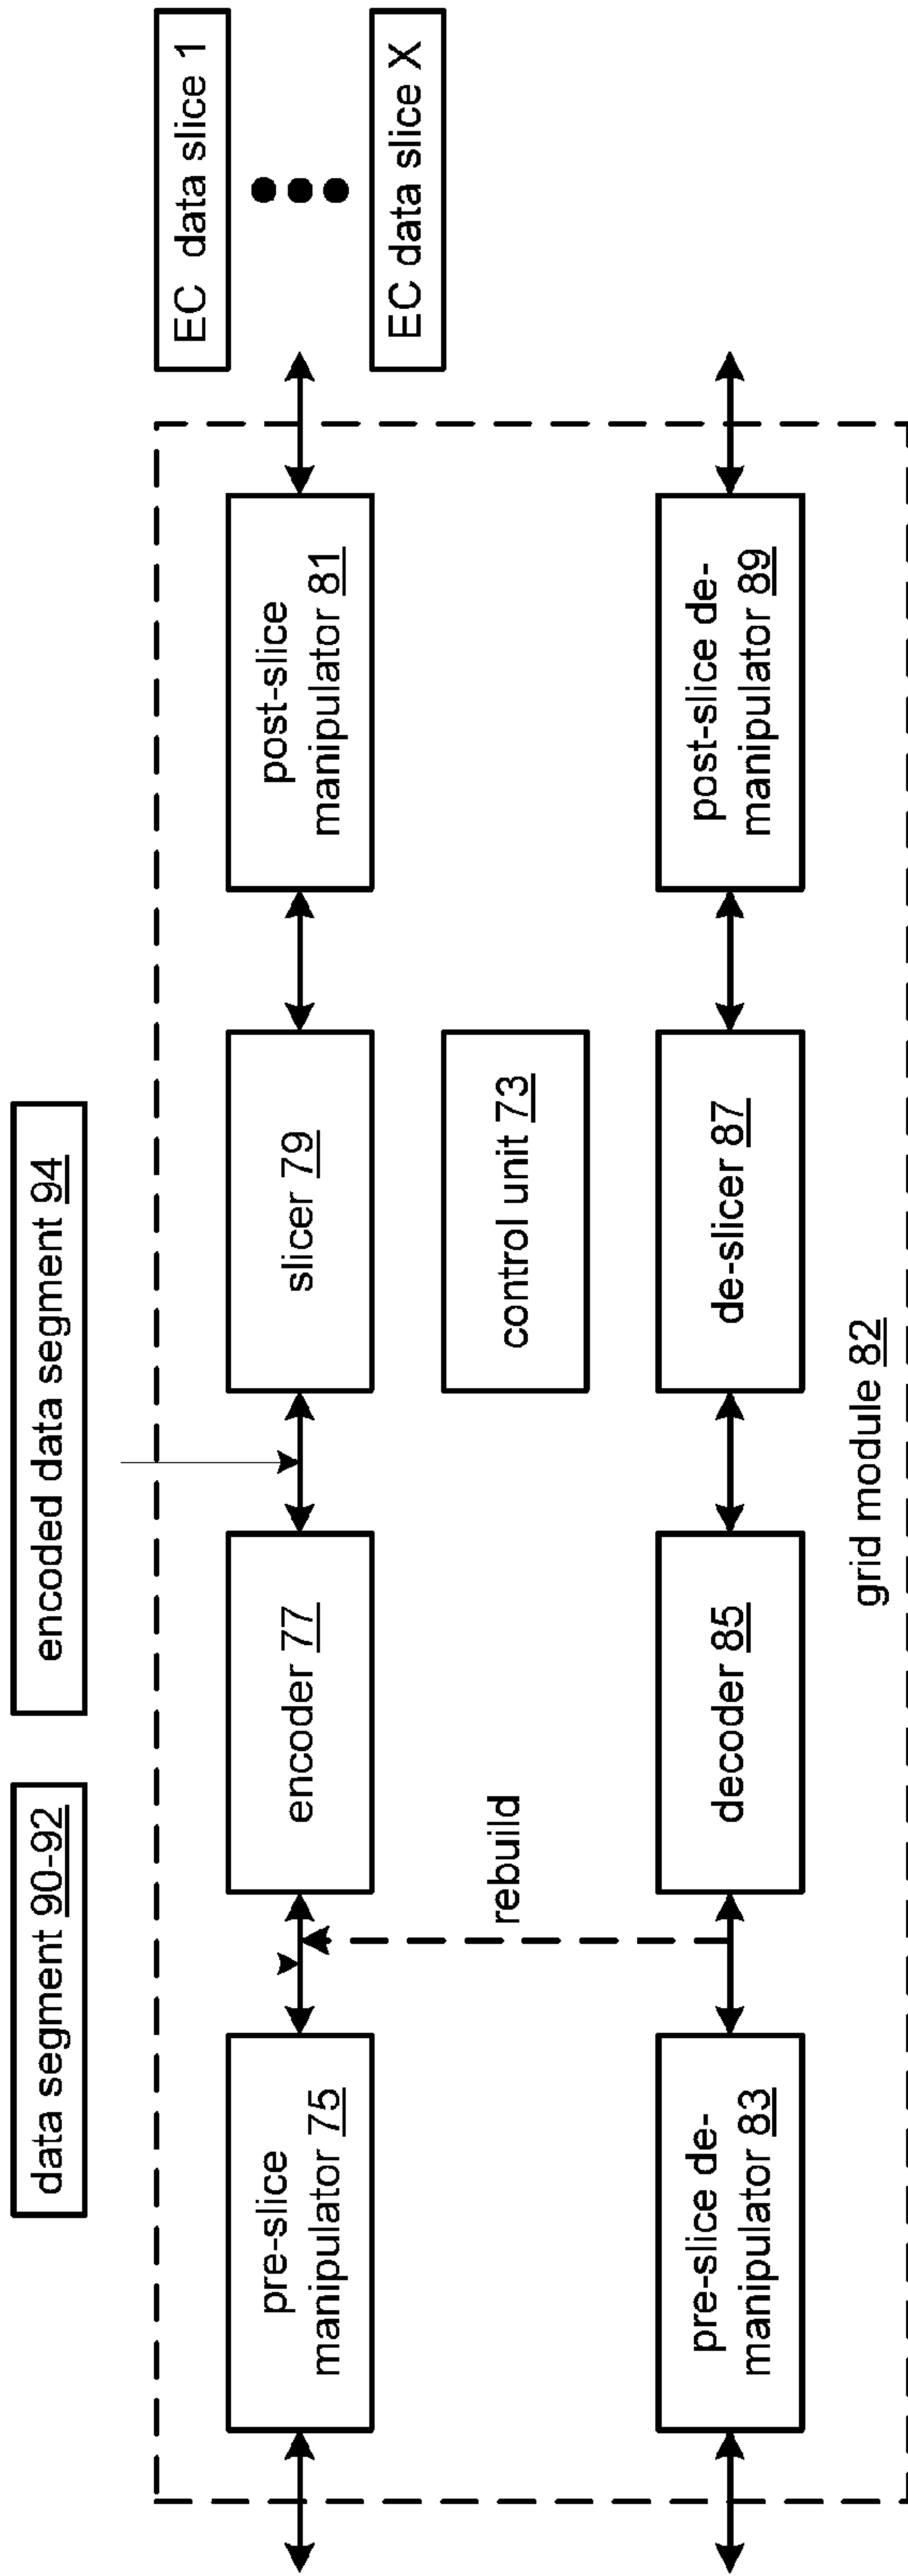 data segment 90-92
encoded data segment 94
EC data slice 1
EC data slice X
pre-slice
manipulator 75
encoder 77
slicer 79
post-slice
manipulator 81
rebuild
control unit 73
pre-slice de-
manipulator 83
decoder 85
de-slicer 87
post-slice de-
manipulator 89
grid module 82